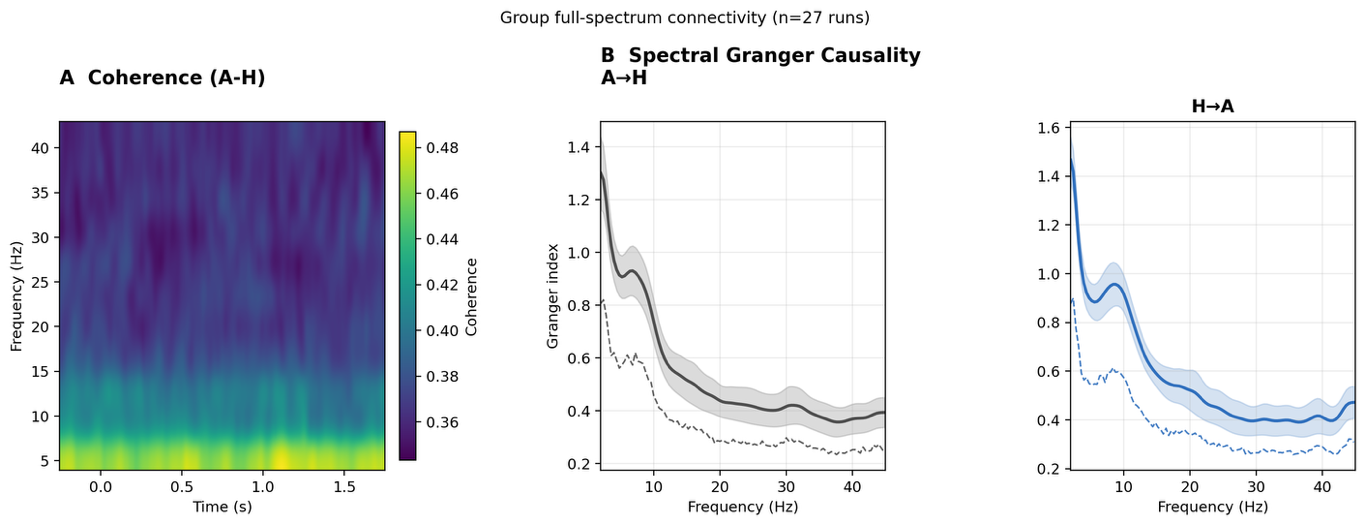 Group full-spectrum connectivity (n=27 runs)
A Coherence (A-H)
40
35
30
25
20
15
10
5
Frequency (Hz)
0.0 0.5 1.0 1.5
Time (s)
0.48
0.46
0.44
0.42
0.40
0.38
0.36
Coherence
B Spectral Granger Causality
A→H
1.4
1.2
1.0
0.8
0.6
0.4
0.2
Granger index
10 20 30 40
Frequency (Hz)
H→A
1.6
1.4
1.2
1.0
0.8
0.6
0.4
0.2
10 20 30 40
Frequency (Hz)